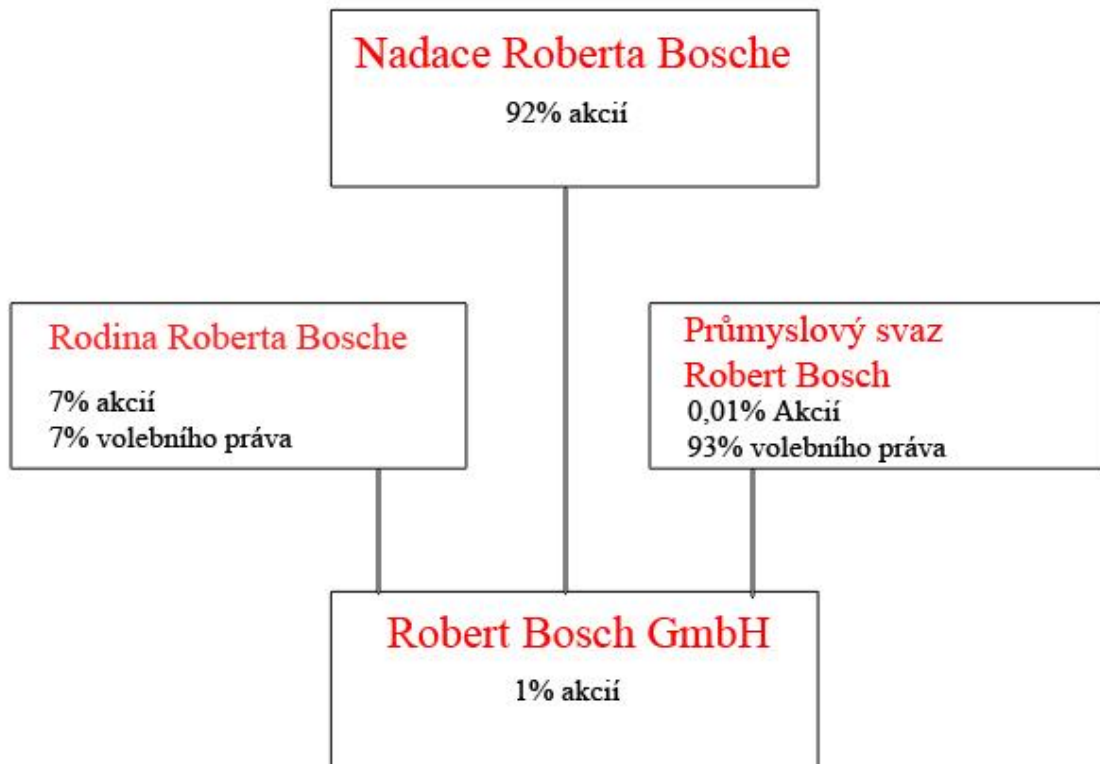 Nadace Roberta Bosche
92% akcií
Rodina Roberta Bosche
7% akcií
7% volebního práva
Průmyslový svaz
Robert Bosch
0,01% Akcií
93% volebního práva
Robert Bosch GmbH
1% akcií